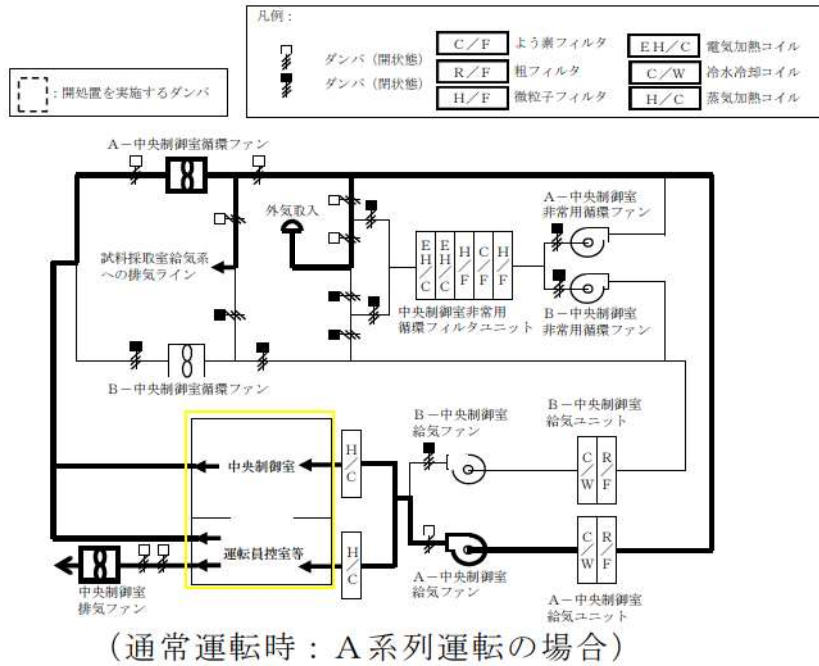 凡例：
ダンパ（開状態）
ダンパ（閉状態）
C／F よう素フィルタ
R／F 粗フィルタ
H／F 微粒子フィルタ
EH／C 電気加熱コイル
C／W 冷水冷却コイル
H／C 蒸気加熱コイル
：開処置を実施するダンパ
A－中央制御室循環ファン
外気取入
試料採取室給気系
への排気ライン
B－中央制御室循環ファン
EH／C
EH／C
H／F
C／F
H／F
中央制御室非常用
循環フィルタユニット
A－中央制御室
非常用循環ファン
B－中央制御室
非常用循環ファン
中央制御室
運転員控室等
H／C
H／C
中央制御室
排気ファン
B－中央制御室
給気ファン
B－中央制御室
給気ユニット
C／W
R／F
A－中央制御室
給気ファン
C／W
R／F
A－中央制御室
給気ユニット
（通常運転時：A系列運転の場合）